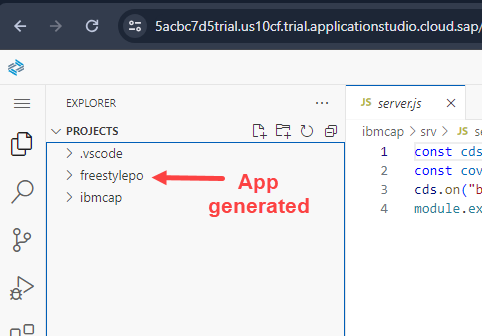 5acbc7d5trial.us10cf.trial.applicationstudio.cloud.sap/
EXPLORER
PROJECTS
.vscode
freestylepo
ibmcap
App
generated
JS server.js
ibmcap > srv > JS se
1 const cds
2 const cov
3 cds.on("b
4 module.ex